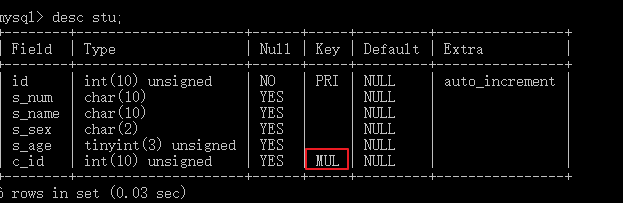 mysql> desc stu;
| Field | Type | Null | Key | Default | Extra |
| id | int(10) unsigned | NO | PRI | NULL | auto_increment |
| s_num | char(10) | YES | | NULL | |
| s_name | char(10) | YES | | NULL | |
| s_sex | char(2) | YES | | NULL | |
| s_age | tinyint(3) unsigned | YES | | NULL | |
| c_id | int(10) unsigned | YES | MUL | NULL | |
6 rows in set (0.03 sec)